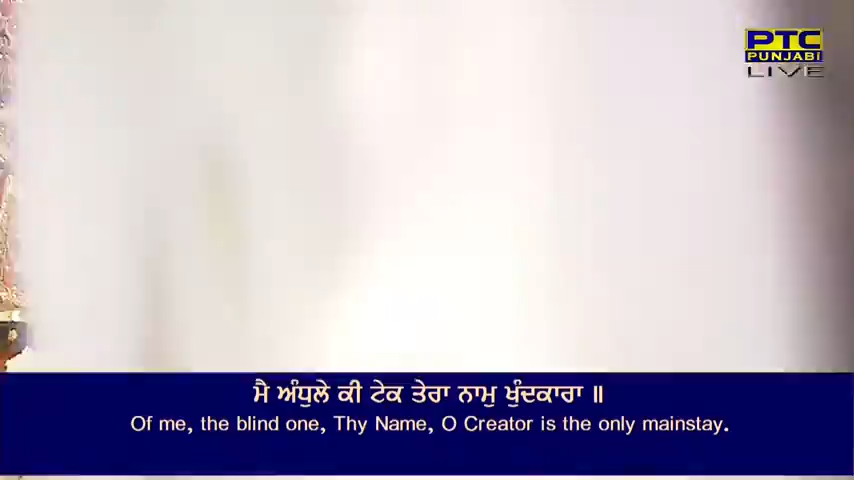 PTC
PUNJABI
LIVE
ਮੈ ਅੰਧੁਲੇ ਕੀ ਟੇਕ ਤੇਰਾ ਨਾਮੁ ਖੁੰਦਕਾਰਾ ॥
Of me, the blind one, Thy Name, O Creator is the only mainstay.